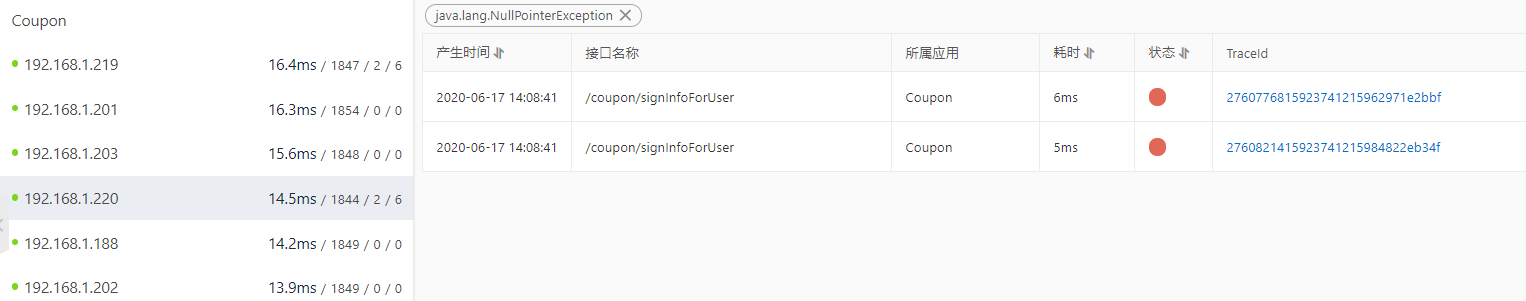 Coupon
192.168.1.219 16.4ms / 1847 / 2 / 6
192.168.1.201 16.3ms / 1854 / 0 / 0
192.168.1.203 15.6ms / 1848 / 0 / 0
192.168.1.220 14.5ms / 1844 / 2 / 6
192.168.1.188 14.2ms / 1849 / 0 / 0
192.168.1.202 13.9ms / 1849 / 0 / 0
java.lang.NullPointerException
产生时间 接口名称 所属应用 耗时 状态 TraceId
2020-06-17 14:08:41 /coupon/signInfoForUser Coupon 6ms 2760776815923741215962971e2bbf
2020-06-17 14:08:41 /coupon/signInfoForUser Coupon 5ms 2760821415923741215984822eb34f